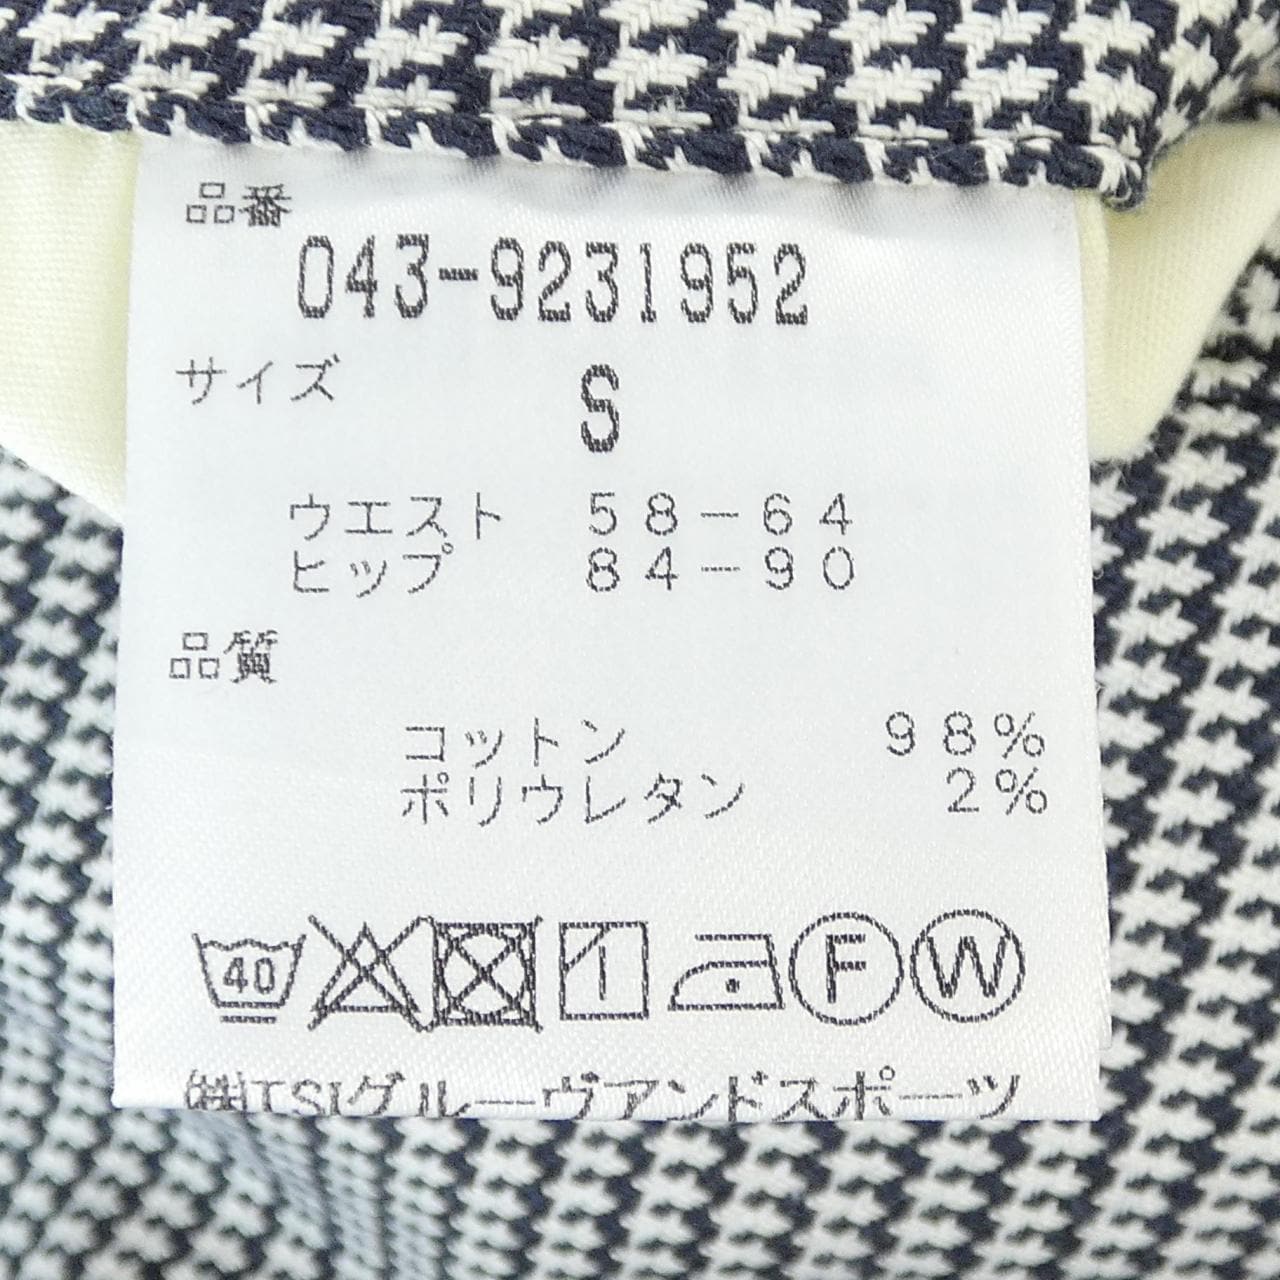 品番
043-9231952
サイズ
S
ウエスト 58-64
ヒップ 84-90
品質
コットン 98%
ポリウレタン 2%
40 F W
㈱TSIグルーヴアンドスポーツ